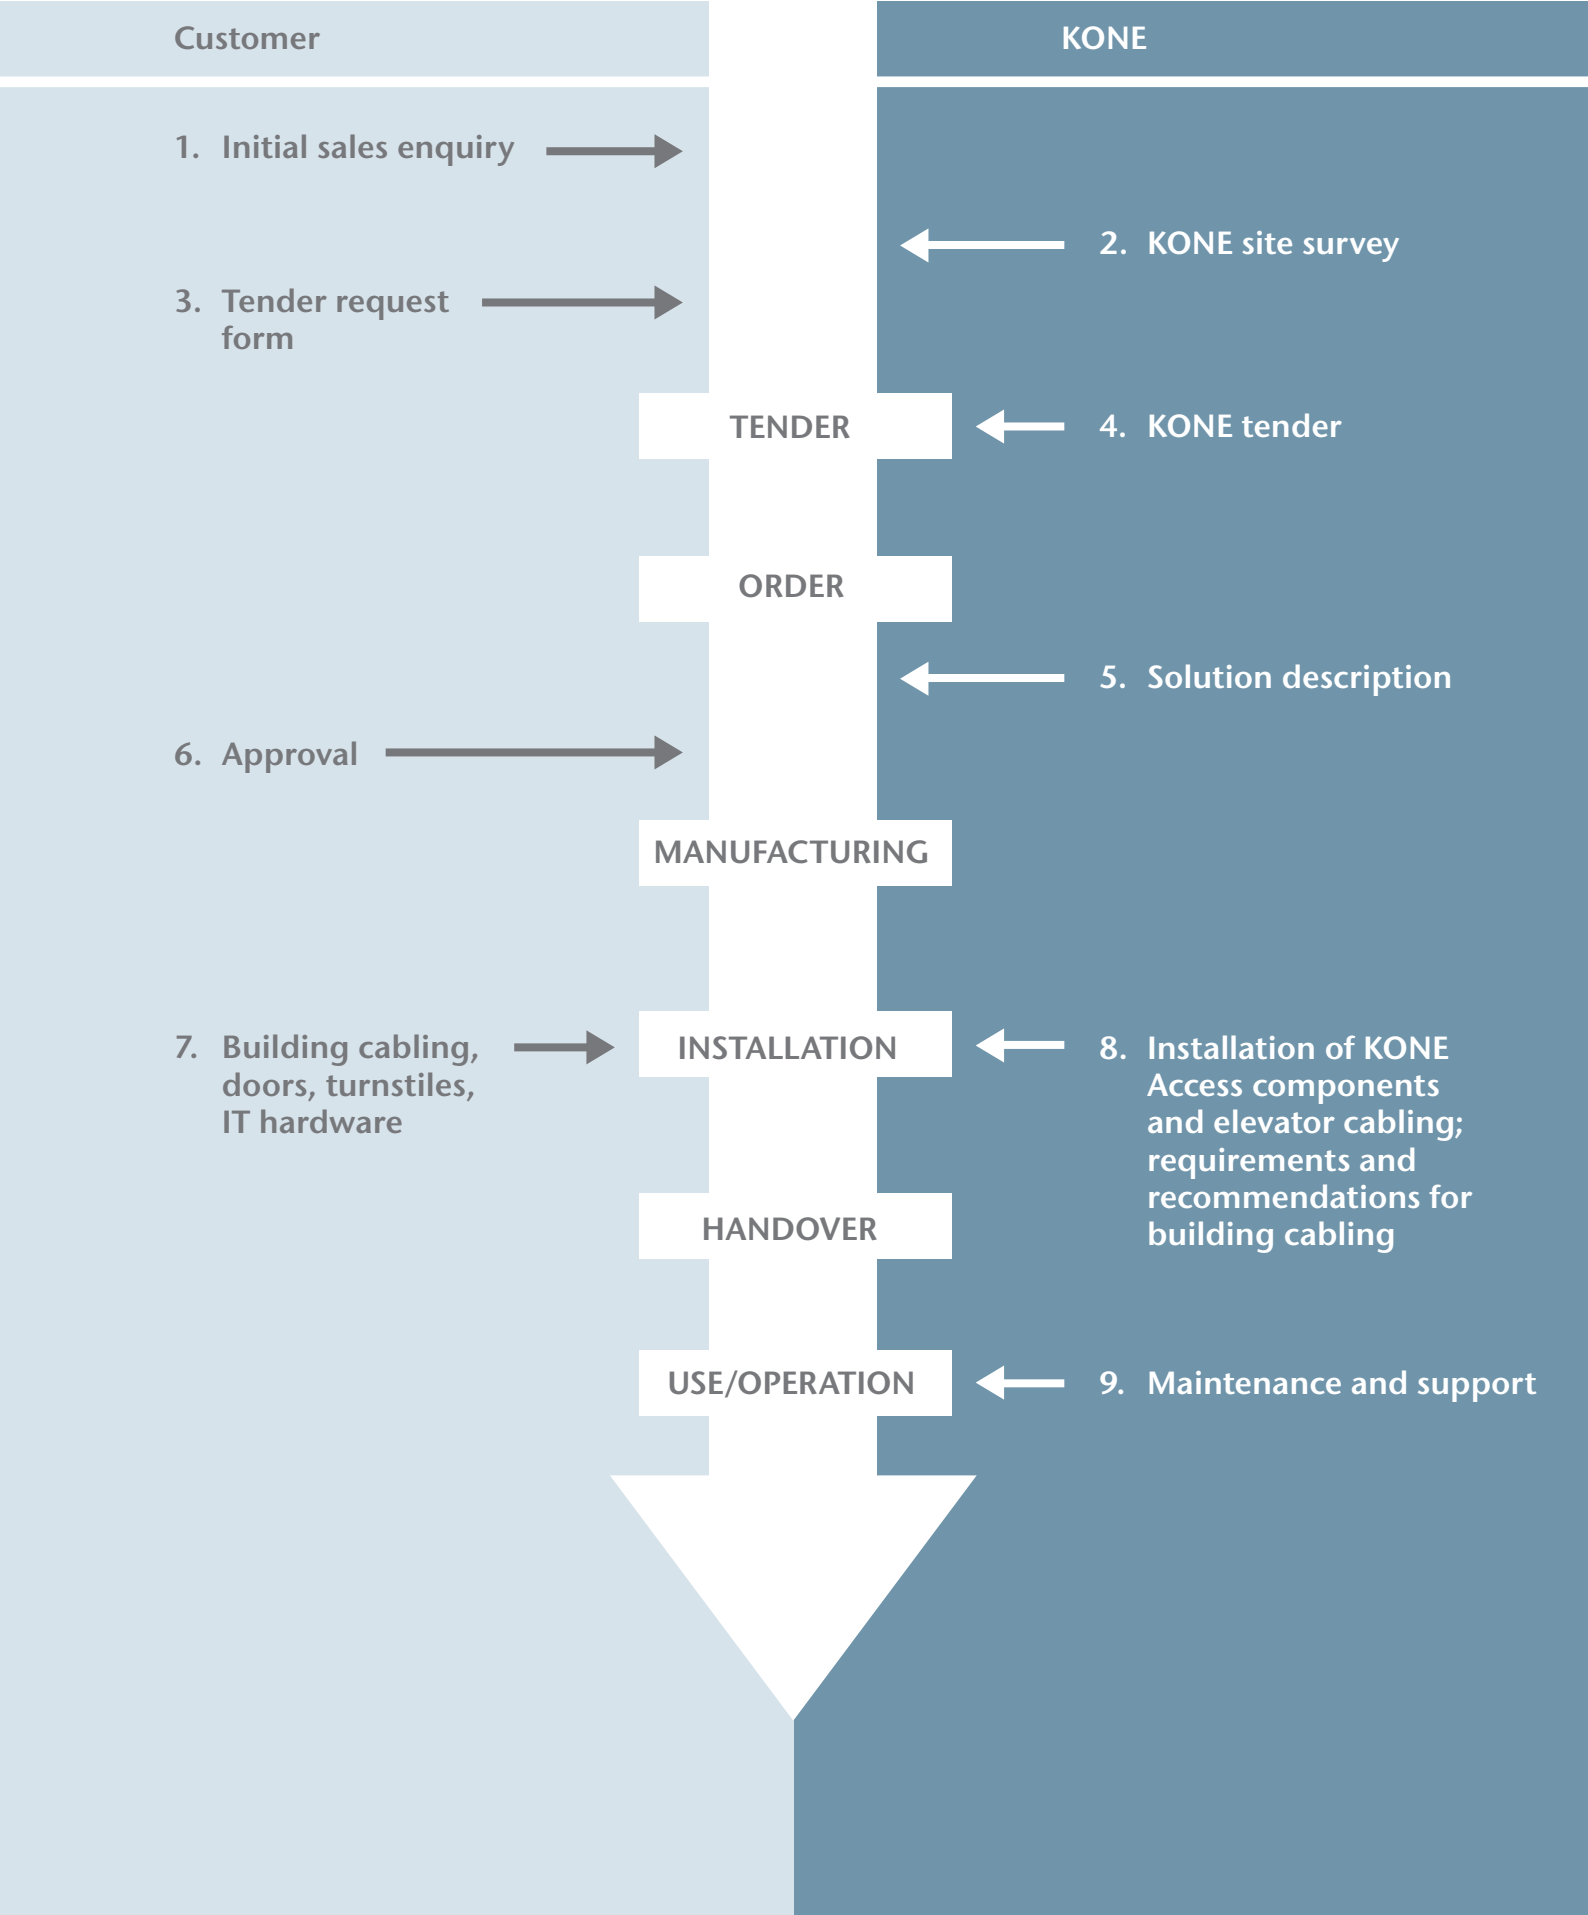 Customer
KONE
1. Initial sales enquiry
2. KONE site survey
3. Tender request
form
TENDER
4. KONE tender
ORDER
5. Solution description
6. Approval
MANUFACTURING
7. Building cabling,
doors, turnstiles,
IT hardware
INSTALLATION
8. Installation of KONE
Access components
and elevator cabling;
requirements and
recommendations for
building cabling
HANDOVER
USE/OPERATION
9. Maintenance and support